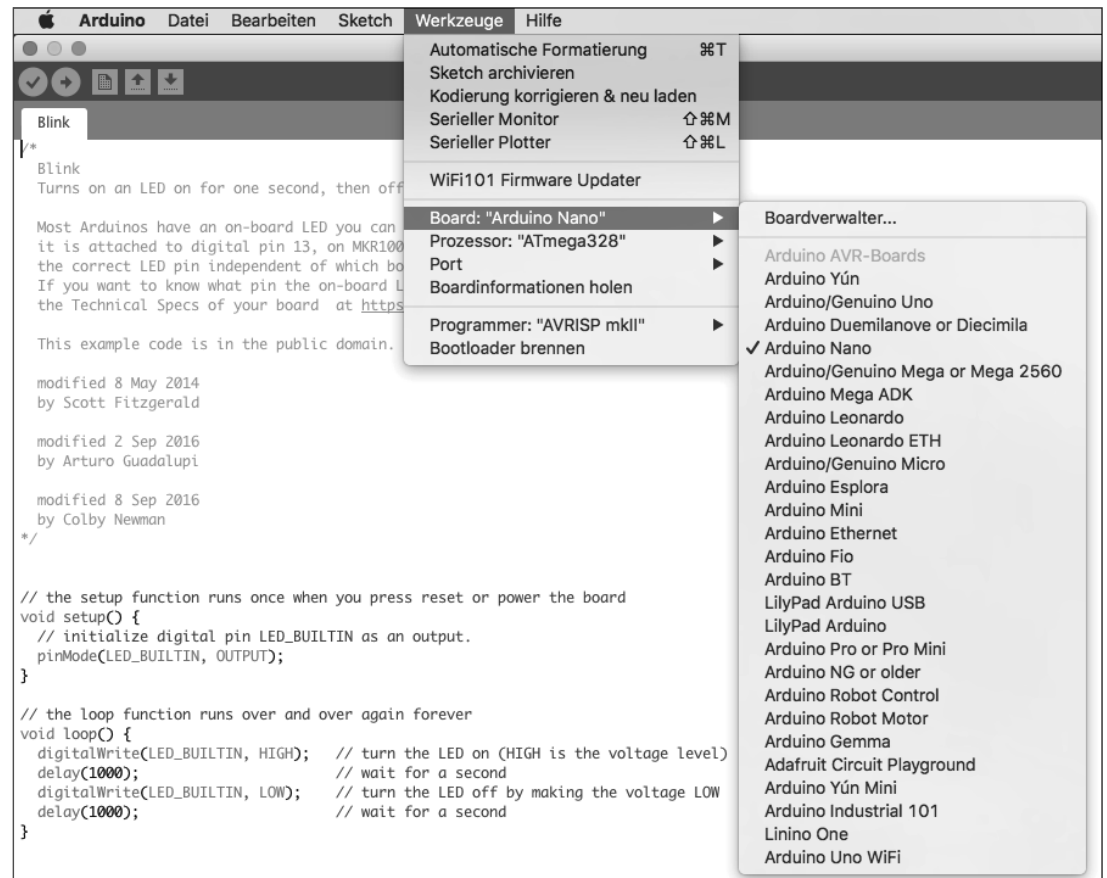 Arduino Datei Bearbeiten Sketch Werkzeuge Hilfe
Automatische Formatierung ⌘T
Sketch archivieren
Kodierung korrigieren & neu laden
Serieller Monitor ⇧⌘M
Serieller Plotter ⇧⌘L
WiFi101 Firmware Updater
Board: "Arduino Nano" ▶
Prozessor: "ATmega328" ▶
Port ▶
Boardinformationen holen
Programmer: "AVRISP mkII" ▶
Bootloader brennen
Boardverwalter...
Arduino AVR-Boards
Arduino Yún
Arduino/Genuino Uno
Arduino Duemilanove or Diecimila
✓ Arduino Nano
Arduino/Genuino Mega or Mega 2560
Arduino Mega ADK
Arduino Leonardo
Arduino Leonardo ETH
Arduino/Genuino Micro
Arduino Esplora
Arduino Mini
Arduino Ethernet
Arduino Fio
Arduino BT
LilyPad Arduino USB
LilyPad Arduino
Arduino Pro or Pro Mini
Arduino NG or older
Arduino Robot Control
Arduino Robot Motor
Arduino Gemma
Adafruit Circuit Playground
Arduino Yún Mini
Arduino Industrial 101
Linino One
Arduino Uno WiFi
Blink
/*
Blink
Turns on an LED on for one second, then off
Most Arduinos have an on-board LED you can
it is attached to digital pin 13, on MKR100
the correct LED pin independent of which bo
If you want to know what pin the on-board L
the Technical Specs of your board at https
This example code is in the public domain.
modified 8 May 2014
by Scott Fitzgerald
modified 2 Sep 2016
by Arturo Guadalupi
modified 8 Sep 2016
by Colby Newman
*/
// the setup function runs once when you press reset or power the board
void setup() {
// initialize digital pin LED_BUILTIN as an output.
pinMode(LED_BUILTIN, OUTPUT);
}
// the loop function runs over and over again forever
void loop() {
digitalWrite(LED_BUILTIN, HIGH); // turn the LED on (HIGH is the voltage level)
delay(1000); // wait for a second
digitalWrite(LED_BUILTIN, LOW); // turn the LED off by making the voltage LOW
delay(1000); // wait for a second
}